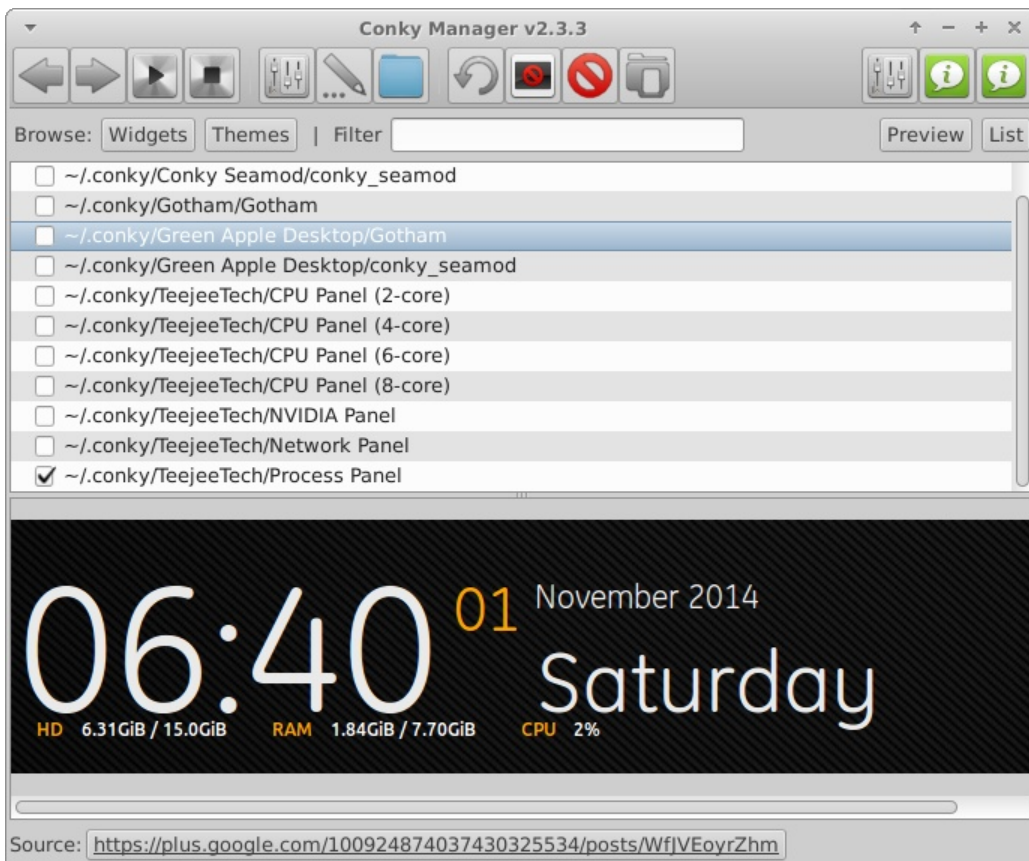 Conky Manager v2.3.3
Browse: Widgets Themes | Filter Preview List
~/.conky/Conky Seamod/conky_seamod
~/.conky/Gotham/Gotham
~/.conky/Green Apple Desktop/Gotham
~/.conky/Green Apple Desktop/conky_seamod
~/.conky/TeejeeTech/CPU Panel (2-core)
~/.conky/TeejeeTech/CPU Panel (4-core)
~/.conky/TeejeeTech/CPU Panel (6-core)
~/.conky/TeejeeTech/CPU Panel (8-core)
~/.conky/TeejeeTech/NVIDIA Panel
~/.conky/TeejeeTech/Network Panel
~/.conky/TeejeeTech/Process Panel
06:40 01 November 2014
Saturday
HD 6.31GiB / 15.0GiB RAM 1.84GiB / 7.70GiB CPU 2%
Source: https://plus.google.com/100924874037430325534/posts/WfJVEoyrZhm